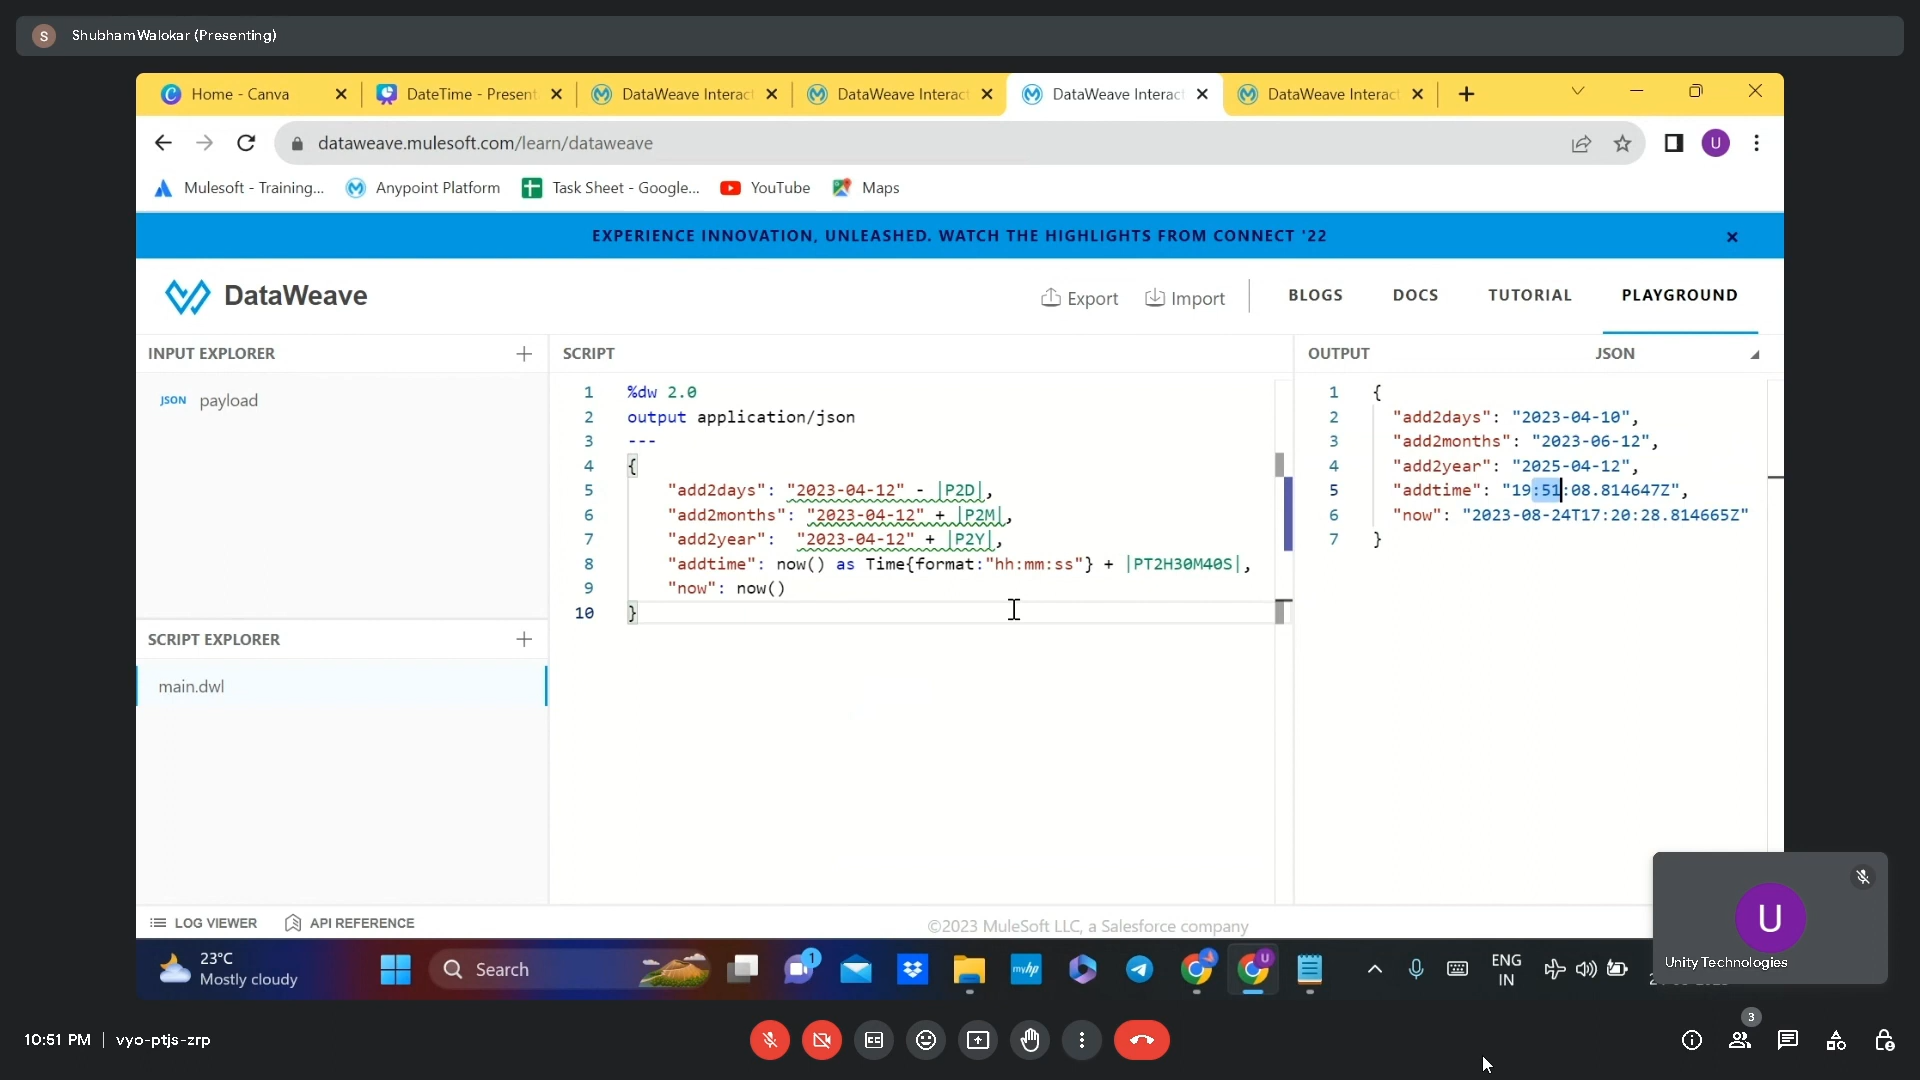 S ShubhamWalokar (Presenting)
Home - Canva
DateTime - Present
DataWeave Interact
DataWeave Interact
DataWeave Interac
DataWeave Interact
dataweave.mulesoft.com/learn/dataweave
U
Mulesoft - Training...
Anypoint Platform
Task Sheet - Google...
YouTube
Maps
EXPERIENCE INNOVATION, UNLEASHED. WATCH THE HIGHLIGHTS FROM CONNECT '22
DataWeave
Export
Import
BLOGS
DOCS
TUTORIAL
PLAYGROUND
INPUT EXPLORER
JSON payload
SCRIPT EXPLORER
main.dwl
SCRIPT
1 %dw 2.0
2 output application/json
3 ---
4 {
5 "add2days": "2023-04-12" - |P2D|,
6 "add2months": "2023-04-12" + |P2M|,
7 "add2year":  "2023-04-12" + |P2Y|,
8 "addtime": now() as Time{format:"hh:mm:ss"} + |PT2H30M40S|,
9 "now": now()
10 }
OUTPUT
JSON
1 {
2 "add2days": "2023-04-10",
3 "add2months": "2023-06-12",
4 "add2year": "2025-04-12",
5 "addtime": "19:51:08.814647Z",
6 "now": "2023-08-24T17:20:28.814665Z"
7 }
LOG VIEWER
API REFERENCE
©2023 MuleSoft LLC, a Salesforce company
U
Unity Technologies
23°C
Mostly cloudy
Search
1
myhp
U
ENG
IN
10:51 PM | vyo-ptjs-zrp
3